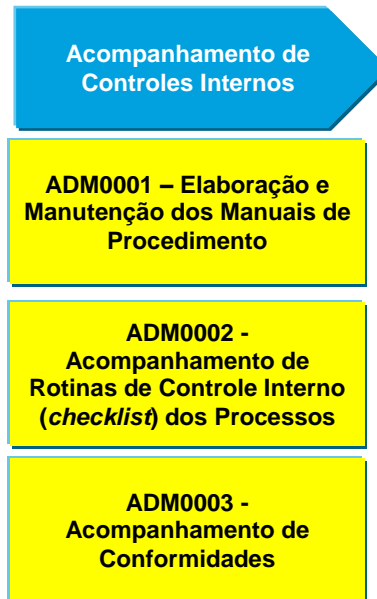 Acompanhamento de
Controles Internos
ADM0001 – Elaboração e
Manutenção dos Manuais de
Procedimento
ADM0002 -
Acompanhamento de
Rotinas de Controle Interno
(checklist) dos Processos
ADM0003 -
Acompanhamento de
Conformidades